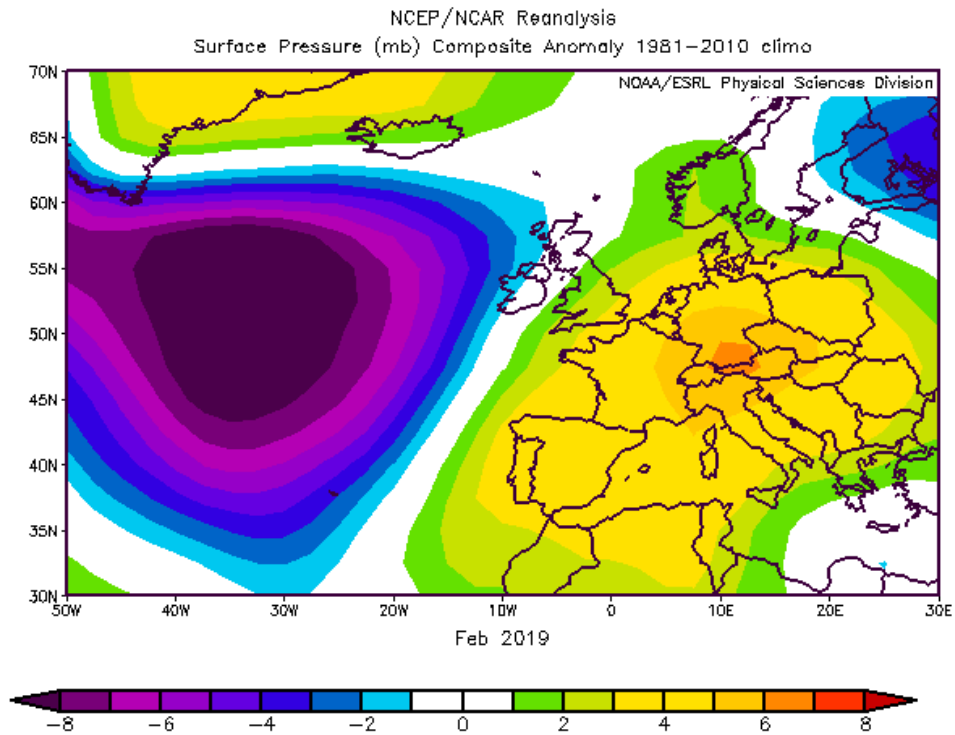 NCEP/NCAR Reanalysis
Surface Pressure (mb) Composite Anomaly 1981-2010 climo
NOAA/ESRL Physical Sciences Division
70N
65N
60N
55N
50N
45N
40N
35N
30N
50W 40W 30W 20W 10W 0 10E 20E 30E
Feb 2019
-8 -6 -4 -2 0 2 4 6 8